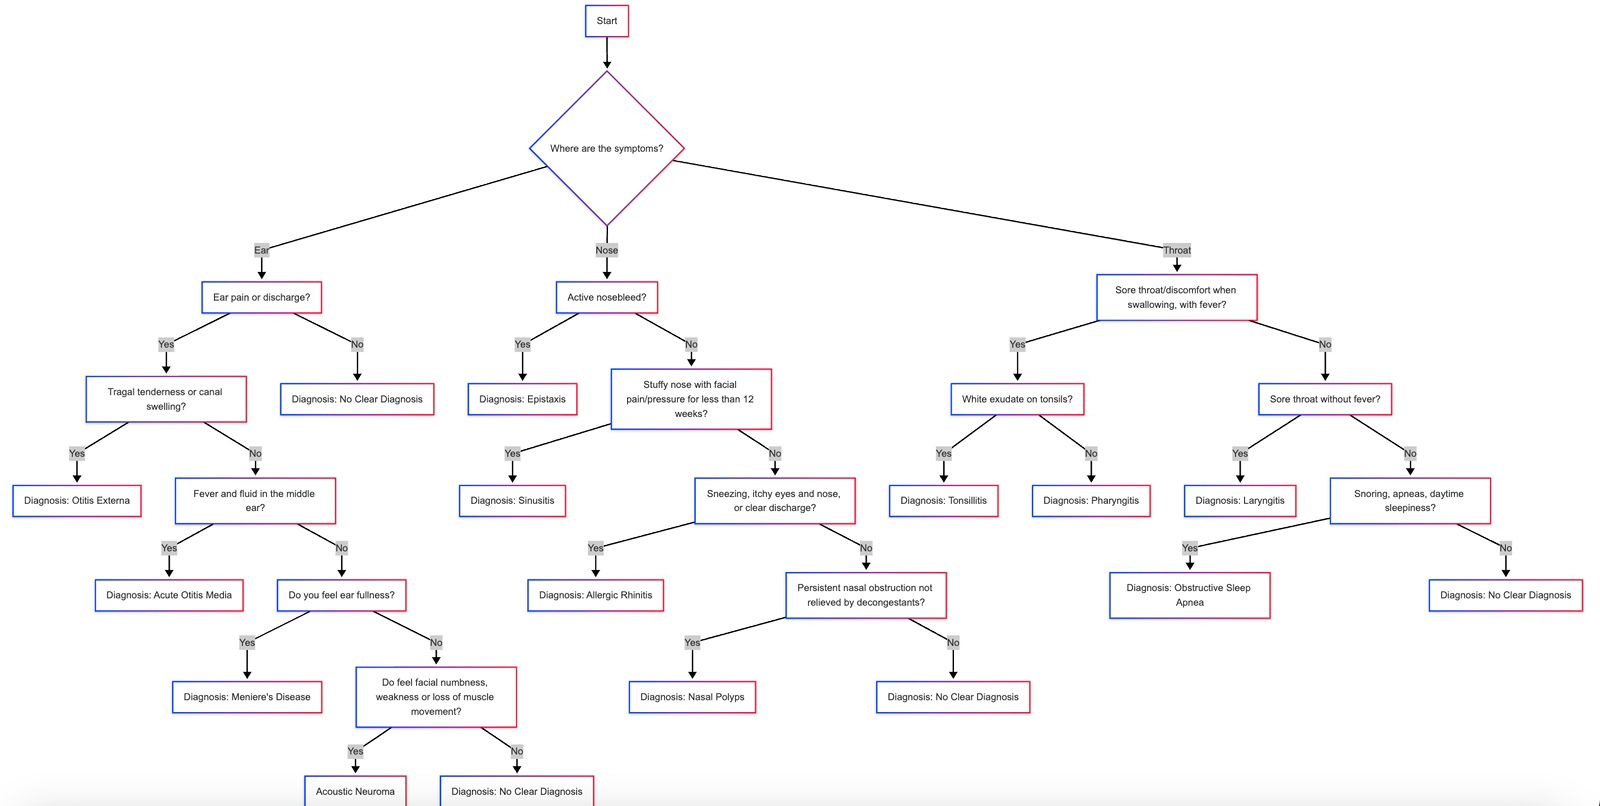 Start
Where are the symptoms?
Ear
Nose
Throat
Ear pain or discharge?
Active nosebleed?
Sore throat/discomfort when
swallowing, with fever?
Yes
No
Yes
No
Yes
No
Tragal tenderness or canal
swelling?
Diagnosis: No Clear Diagnosis
Diagnosis: Epistaxis
Stuffy nose with facial
pain/pressure for less than 12
weeks?
White exudate on tonsils?
Sore throat without fever?
Yes
No
Yes
No
Yes
No
Yes
No
Diagnosis: Otitis Externa
Fever and fluid in the middle
ear?
Diagnosis: Sinusitis
Sneezing, itchy eyes and nose,
or clear discharge?
Diagnosis: Tonsillitis
Diagnosis: Pharyngitis
Diagnosis: Laryngitis
Snoring, apneas, daytime
sleepiness?
Yes
No
Yes
No
Yes
No
Diagnosis: Acute Otitis Media
Do you feel ear fullness?
Diagnosis: Allergic Rhinitis
Persistent nasal obstruction not
relieved by decongestants?
Diagnosis: Obstructive Sleep
Apnea
Diagnosis: No Clear Diagnosis
Yes
No
Yes
No
Diagnosis: Meniere's Disease
Do feel facial numbness,
weakness or loss of muscle
movement?
Diagnosis: Nasal Polyps
Diagnosis: No Clear Diagnosis
Yes
No
Acoustic Neuroma
Diagnosis: No Clear Diagnosis